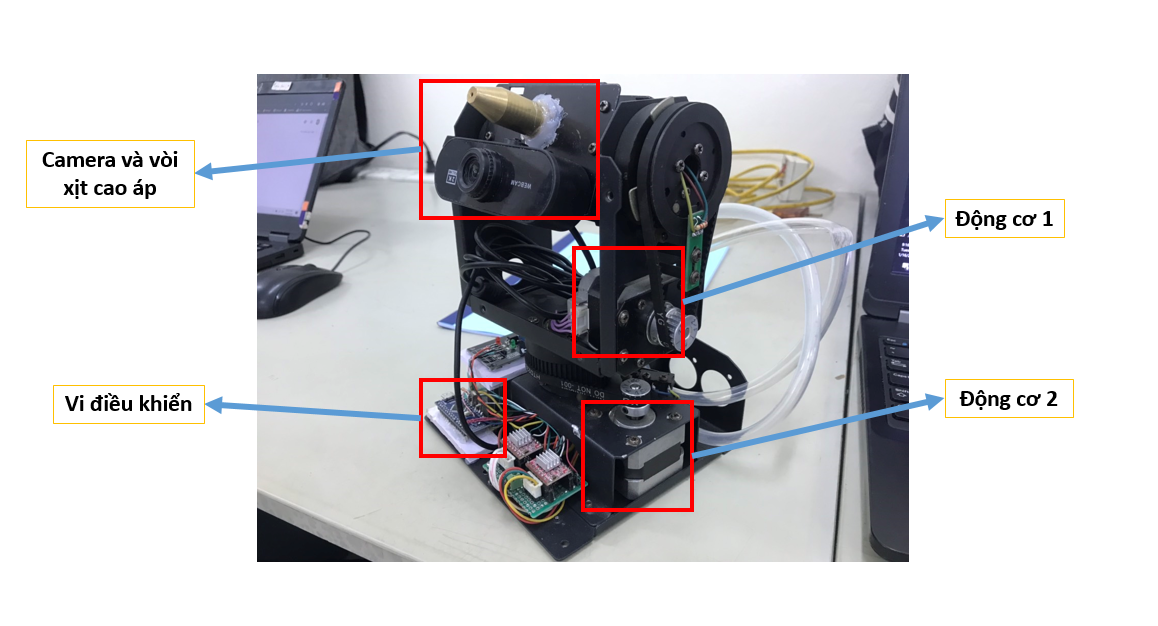 Camera và vòi
xịt cao áp
WEBCAM
Động cơ 1
Vi điều khiển
Động cơ 2